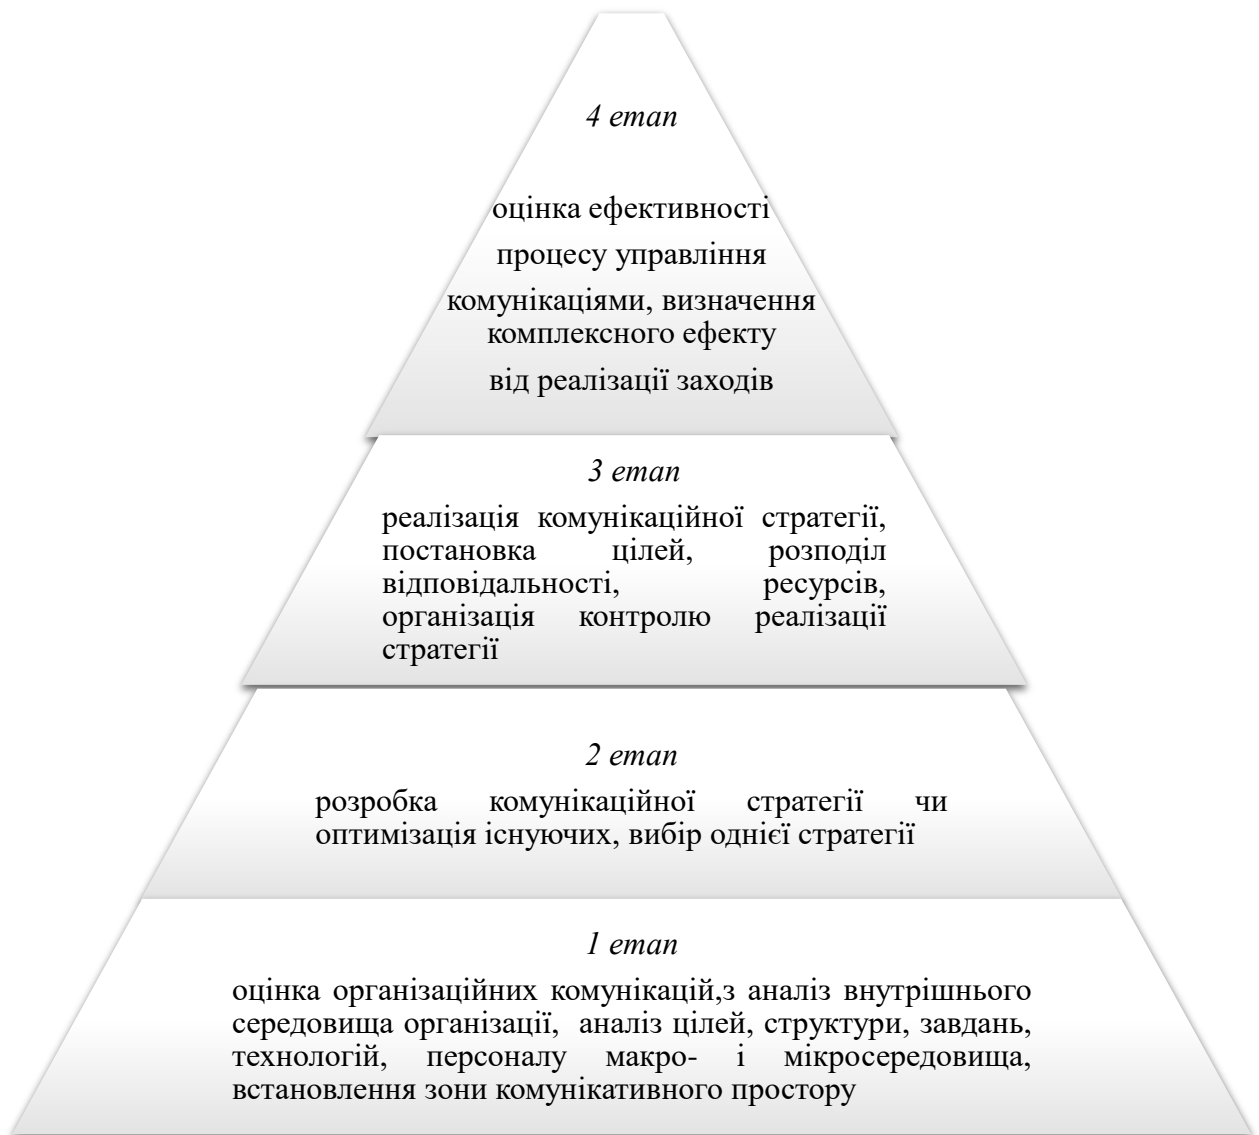 4 етап
оцінка ефективності
процесу управління
комунікаціями, визначення
комплексного ефекту
від реалізації заходів
3 етап
реалізація комунікаційної стратегії,
постановка цілей, розподіл
відповідальності, ресурсів,
організація контролю реалізації
стратегії
2 етап
розробка комунікаційної стратегії чи
оптимізація існуючих, вибір однієї стратегії
1 етап
оцінка організаційних комунікацій,з аналіз внутрішнього
середовища організації, аналіз цілей, структури, завдань,
технологій, персоналу макро- і мікросередовища,
встановлення зони комунікативного простору